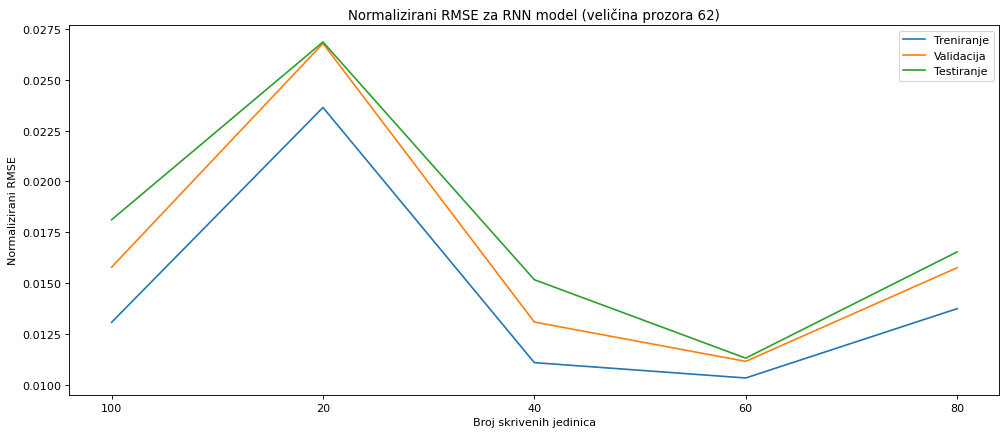 Normalizirani RMSE za RNN model (veličina prozora 62)
Treniranje
Validacija
Testiranje
Normalizirani RMSE
0.0275
0.0250
0.0225
0.0200
0.0175
0.0150
0.0125
0.0100
100 20 40 60 80
Broj skrivenih jedinica